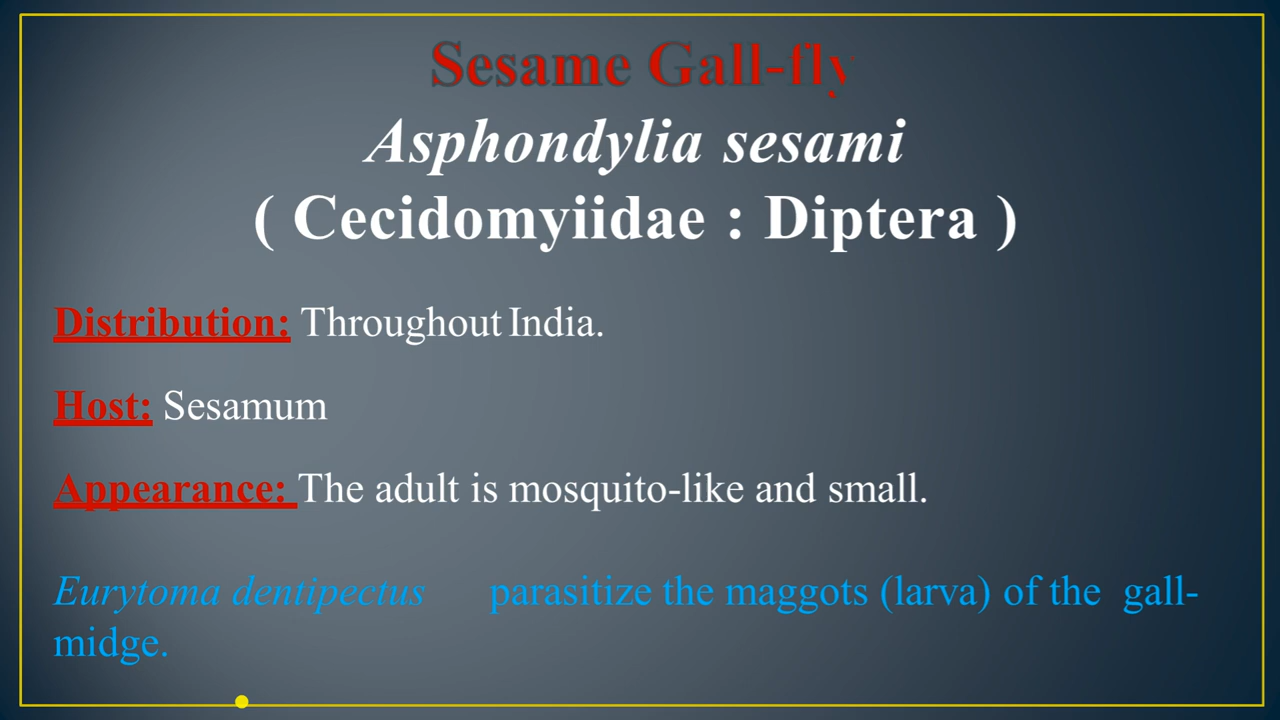 Sesame Gall-fly
Asphondylia sesami
( Cecidomyiidae : Diptera )
Distribution: Throughout India.
Host: Sesamum
Appearance: The adult is mosquito-like and small.
Eurytoma dentipectus parasitize the maggots (larva) of the gall-
midge.